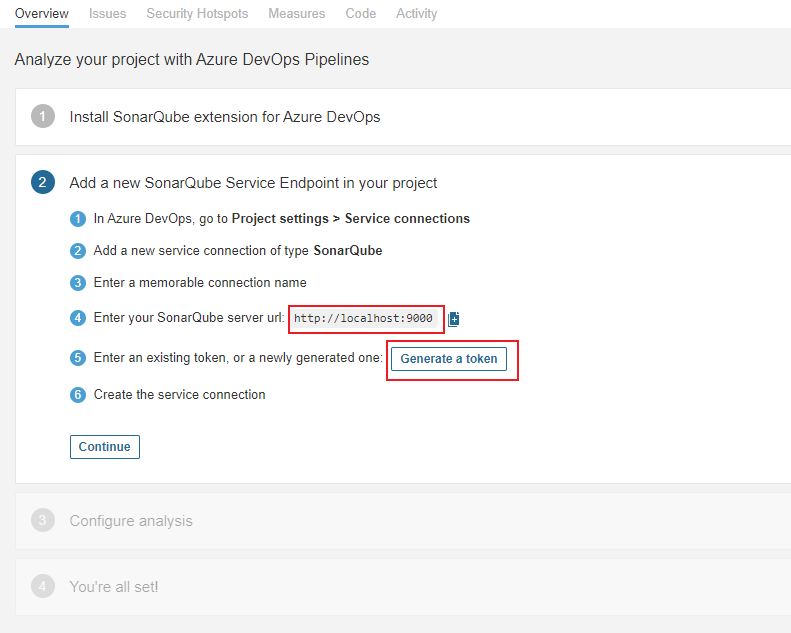 Overview Issues Security Hotspots Measures Code Activity
Analyze your project with Azure DevOps Pipelines
1 Install SonarQube extension for Azure DevOps
2 Add a new SonarQube Service Endpoint in your project
1 In Azure DevOps, go to Project settings > Service connections
2 Add a new service connection of type SonarQube
3 Enter a memorable connection name
4 Enter your SonarQube server url: http://localhost:9000
5 Enter an existing token, or a newly generated one: Generate a token
6 Create the service connection
Continue
3 Configure analysis
4 You're all set!